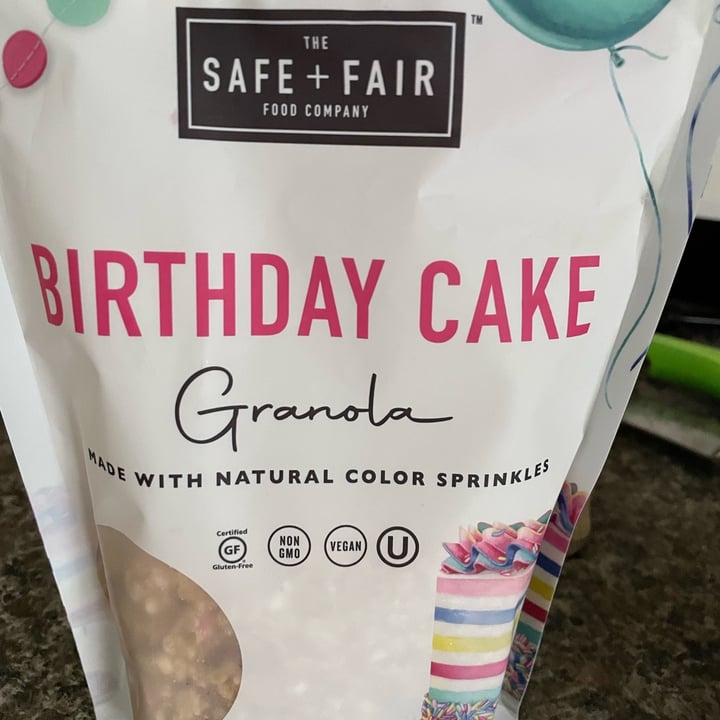 THE
SAFE + FAIR
FOOD COMPANY
TM
BIRTHDAY CAKE
Granola
MADE WITH NATURAL COLOR SPRINKLES
Certified
GF
Gluten-Free
NON
GMO
VEGAN
U